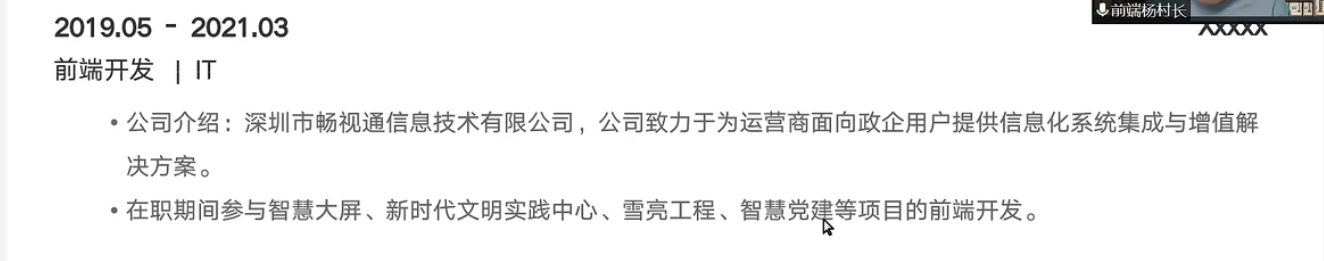 前端杨村长
2019.05 - 2021.03
xxxxx
前端开发 | IT
• 公司介绍：深圳市畅视通信息技术有限公司，公司致力于为运营商面向政企用户提供信息化系统集成与增值解
决方案。
• 在职期间参与智慧大屏、新时代文明实践中心、雪亮工程、智慧党建等项目的前端开发。